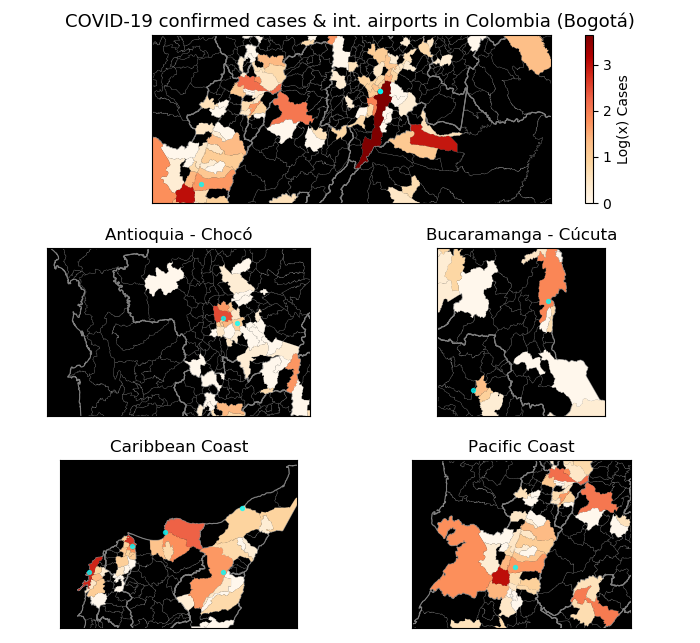 COVID-19 confirmed cases & int. airports in Colombia (Bogotá)
3
2
1
0
Log(x) Cases
Antioquia - Chocó
Bucaramanga - Cúcuta
Caribbean Coast
Pacific Coast